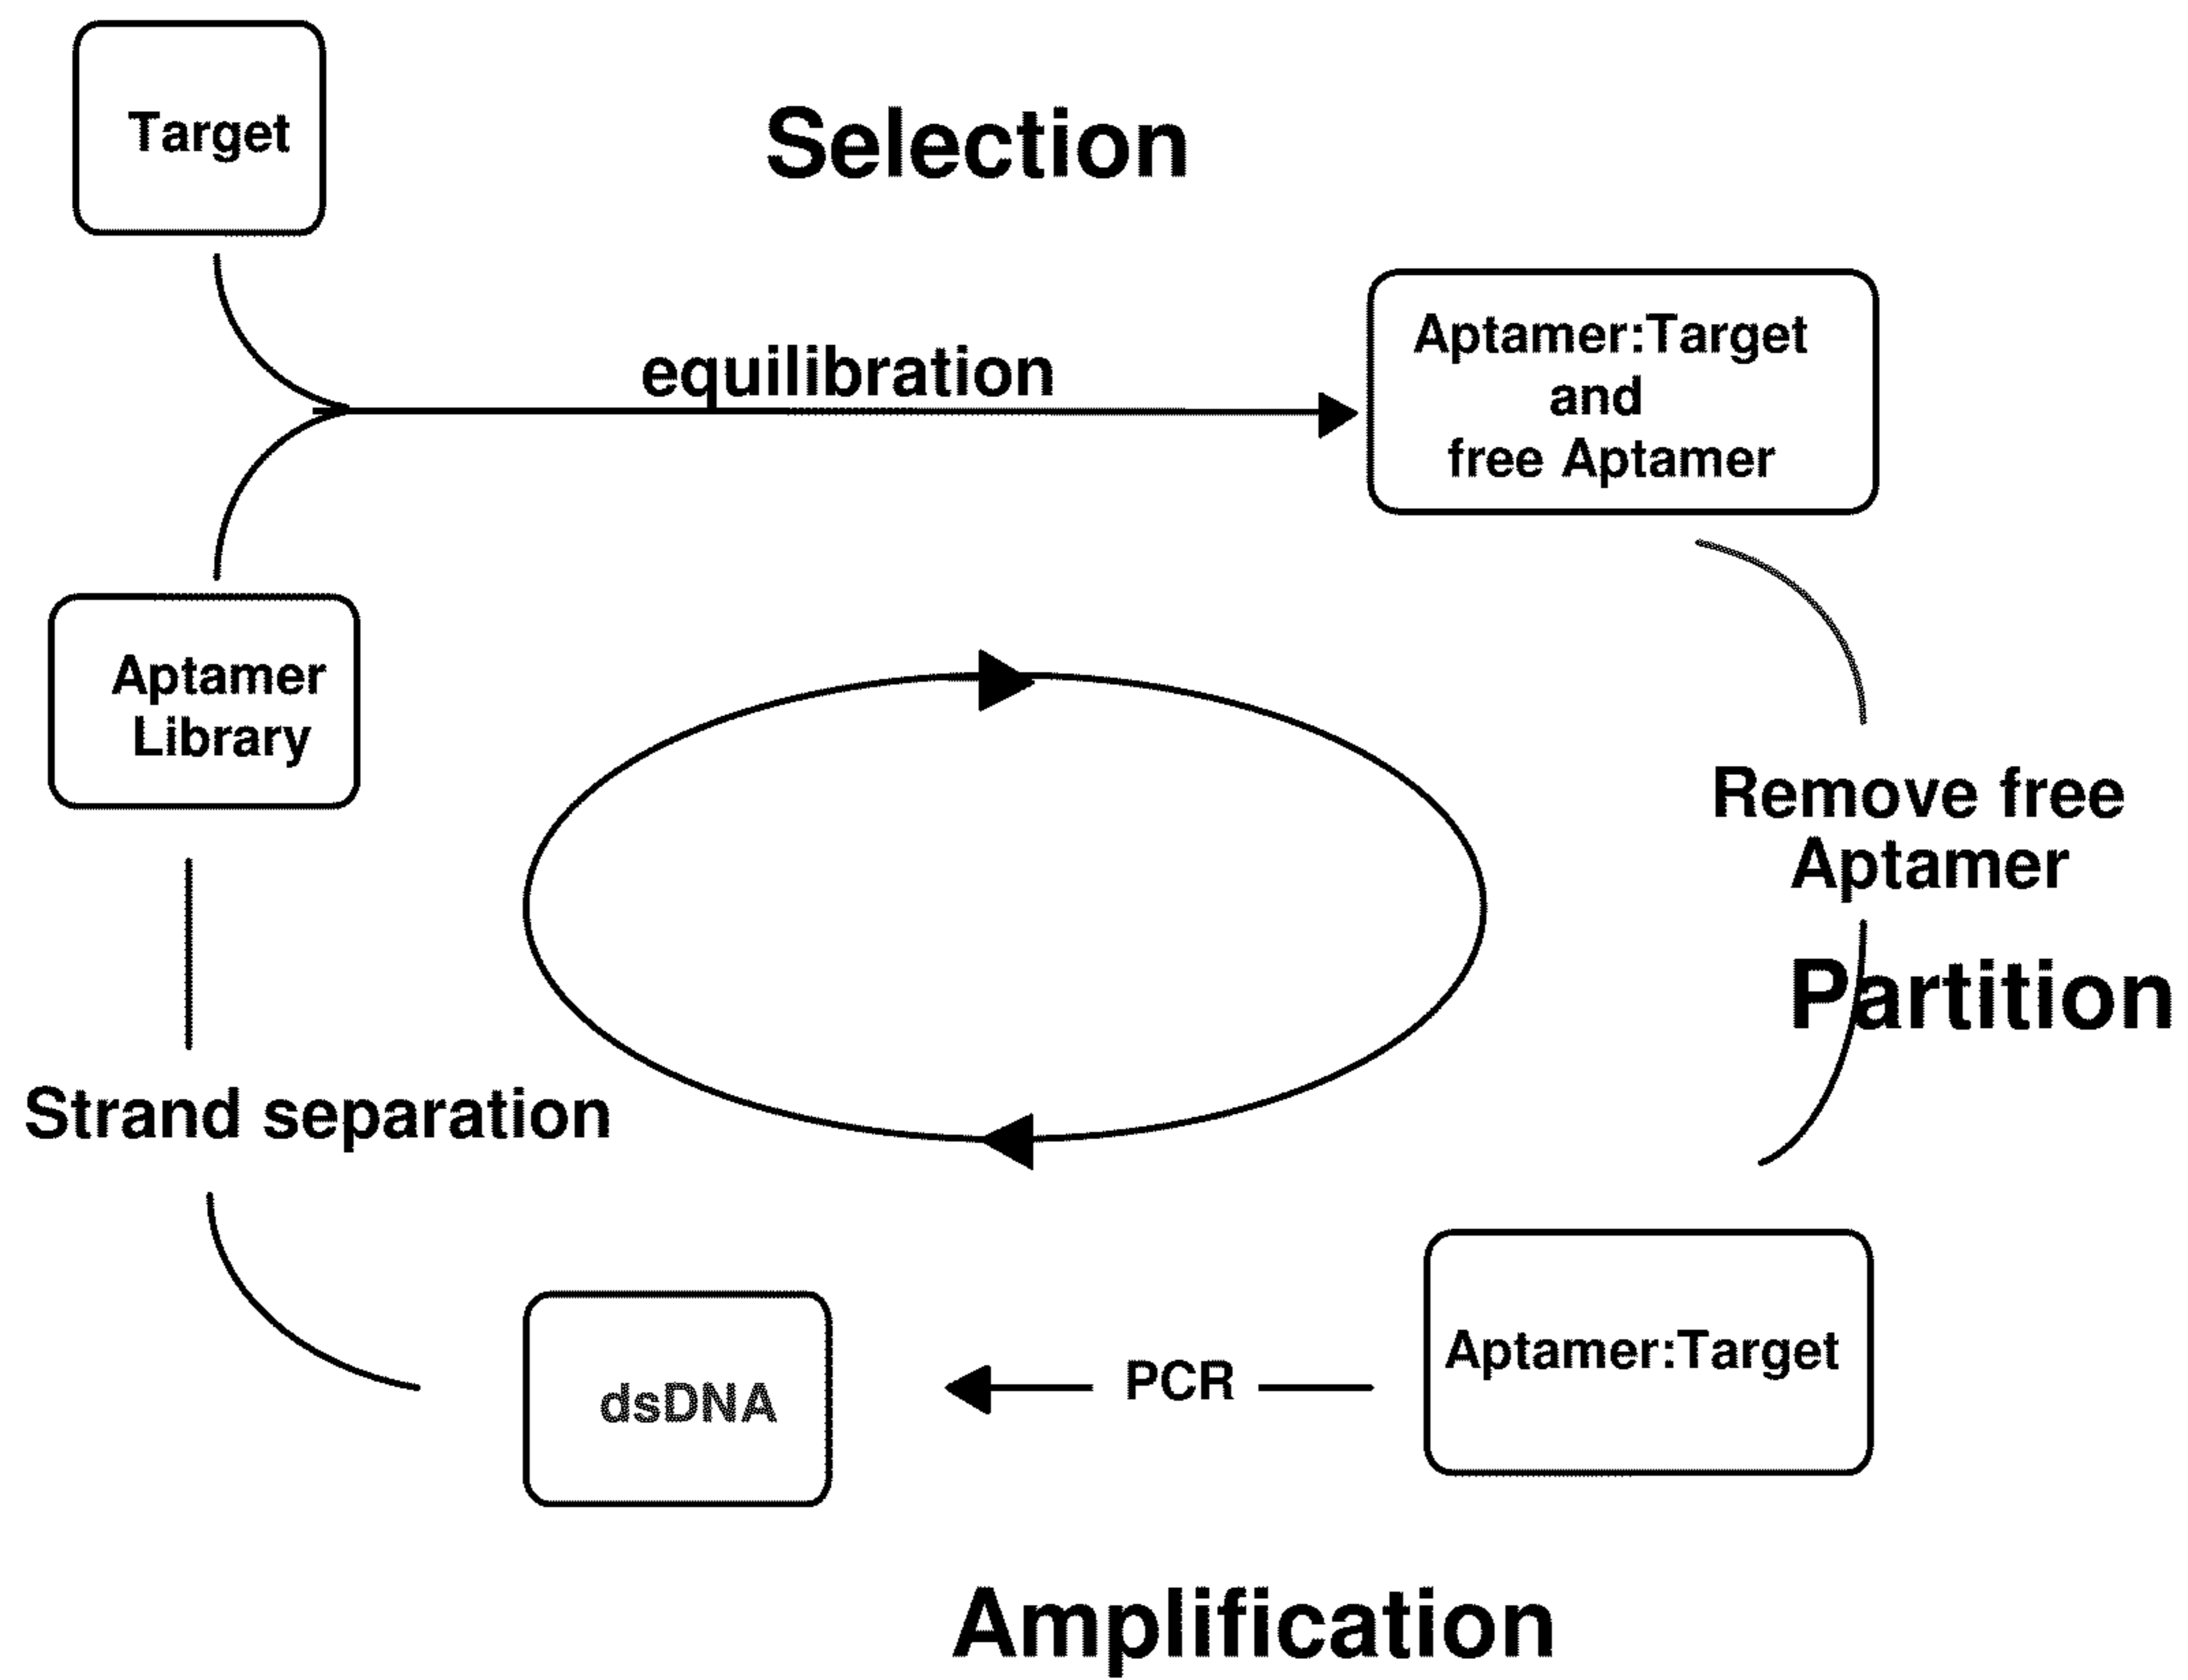 Target
Selection
equilibration
Aptamer:Target
and
free Aptamer
Aptamer
Library
Remove free
Aptamer
Partition
Strand separation
Aptamer:Target
PCR
dsDNA
Amplification